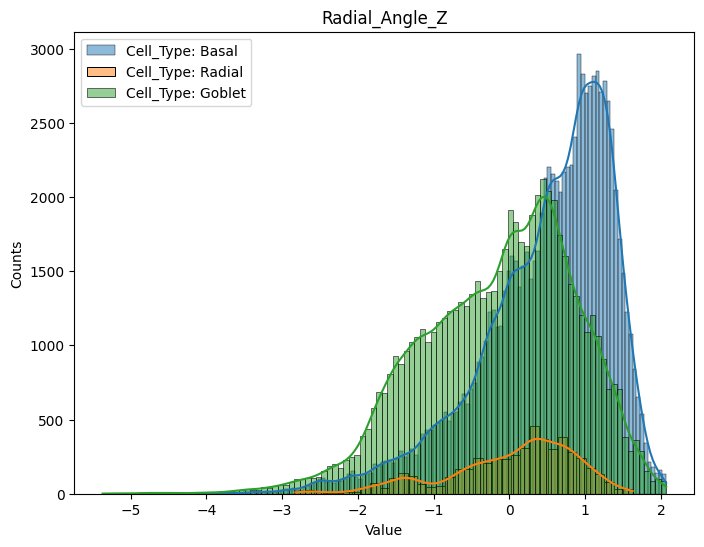 Radial_Angle_Z
Cell_Type: Basal
Cell_Type: Radial
Cell_Type: Goblet
Counts
3000
2500
2000
1500
1000
500
0
−5 −4 −3 −2 −1 0 1 2
Value